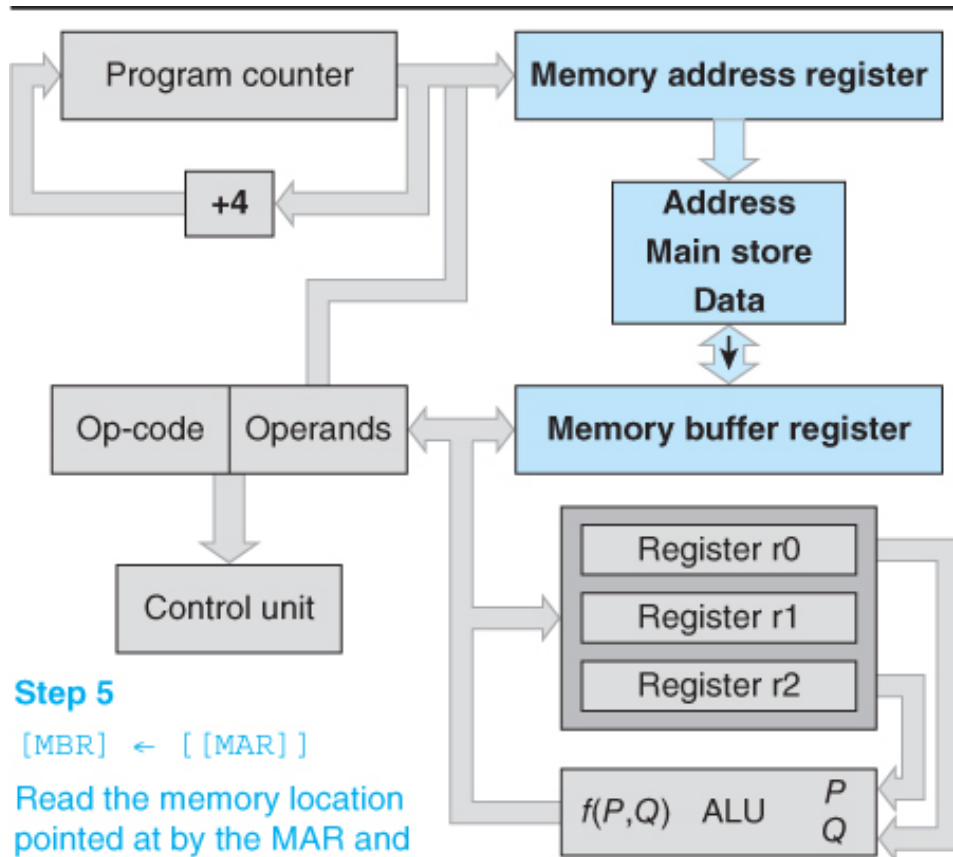 Program counter
Memory address register
+4
Address
Main store
Data
Op-code
Operands
Memory buffer register
Control unit
Register r0
Register r1
Register r2
f(P,Q) ALU P
Q
Step 5
[MBR] ← [[MAR]]
Read the memory location
pointed at by the MAR and